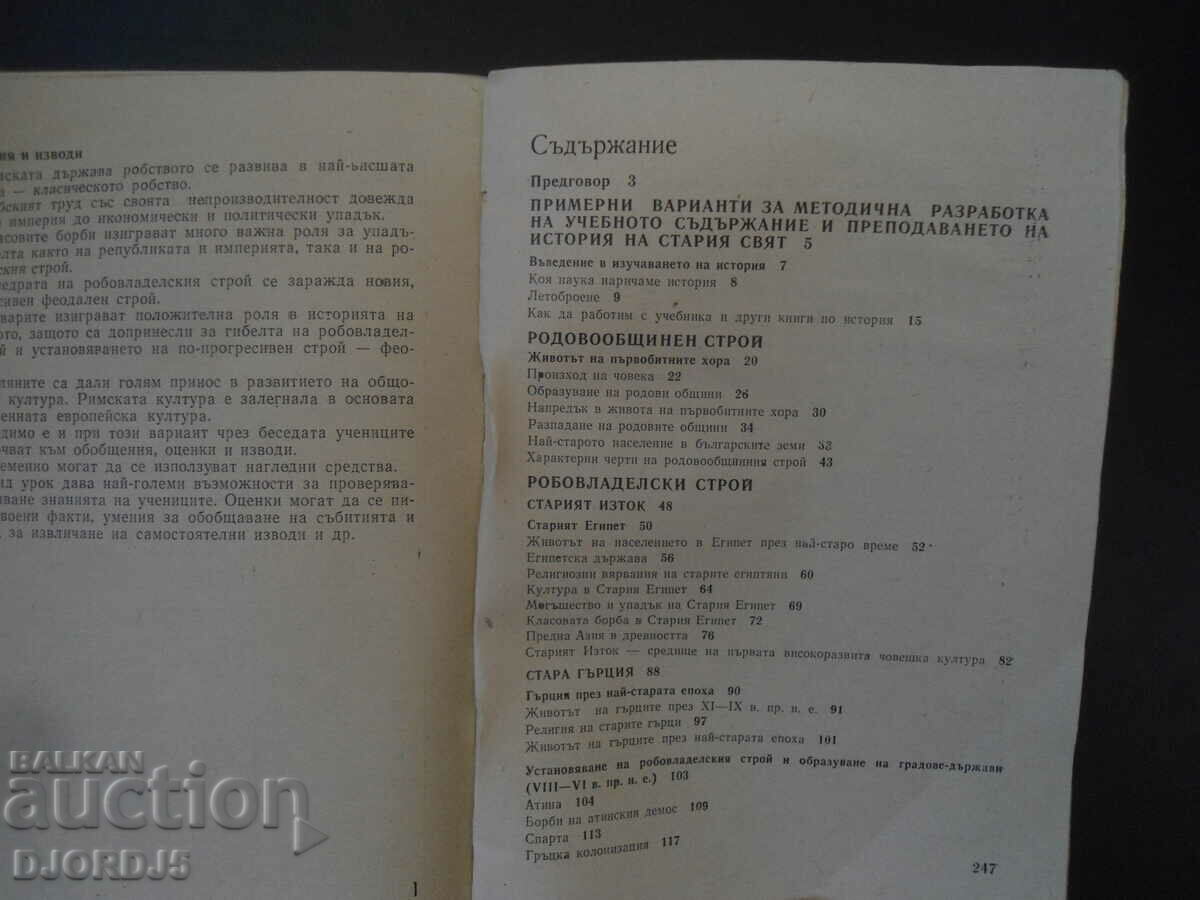 ия и изводи
ската държава робството се развива в най-висшата
а — класическото робство.
бският труд със своята непроизводителност довежда
империя до икономически и политически упадък.
совите борби изиграват много важна роля за упадъ-
елта както на републиката и империята, така и на ро-
ския строй.
едрата на робовладелския строй се заражда новия,
сивен феодален строй.
варите изиграват положителна роля в историята на
ото, защото са допринесли за гибелта на робовладел-
й и установяването на по-прогресивен строй — фео-
ляните са дали голям принос в развитието на общо-
култура. Римската култура е залегнала в основата
енната европейска култура.
димо е и при този вариант чрез беседата учениците
чват към обобщения, оценки и изводи.
еменно могат да се използуват нагледни средства.
ид урок дава най-големи възможности за проверява-
яване знанията на учениците. Оценки могат да се пи-
воени факти, умения за обобщаване на събитията и
за извличане на самостоятелни изводи и др.
Съдържание
Предговор 3
ПРИМЕРНИ ВАРИАНТИ ЗА МЕТОДИЧНА РАЗРАБОТКА
НА УЧЕБНОТО СЪДЪРЖАНИЕ И ПРЕПОДАВАНЕТО НА
ИСТОРИЯ НА СТАРИЯ СВЯТ 5
Въведение в изучаването на история 7
Коя наука наричаме история 8
Летоброене 9
Как да работим с учебника и други книги по история 15
РОДОВООБЩИНЕН СТРОЙ
Животът на първобитните хора 20
Произход на човека 22
Образуване на родови общини 26
Напредък в живота на първобитните хора 30
Разпадане на родовите общини 34
Най-старото население в българските земи
Характерни черти на родовообщинния строй 43
РОБОВЛАДЕЛСКИ СТРОЙ
СТАРИЯТ ИЗТОК 48
Старият Египет 50
Животът на населението в Египет през най-старо време 52
Египетска държава 56
Религиозни вярвания на старите египтяни 60
Култура в Стария Египет 64
Могъщество и упадък на Стария Египет 69
Класовата борба в Стария Египет 72
Предна Азия в древността 76
Старият Изток — средище на първата високоразвита човешка култура 82
СТАРА ГЪРЦИЯ 88
Гърция през най-старата епоха 90
Животът на гърците през XI—IX в. пр. н. е. 91
Религия на старите гърци 97
Животът на гърците през най-старата епоха 101
Установяване на робовладелския строй и образуване на градове-държави
(VIII—VI в. пр. н. е.) 103
Атина 104
Борби на атинския демос 109
Спарта 113
Гръцка колонизация 117
247
BALKAN
auction
DJORDJ5